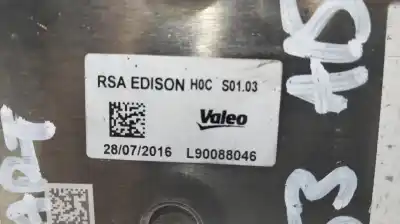 RSA EDISON H0C S01.03
Valeo
28/07/2016 L90088046